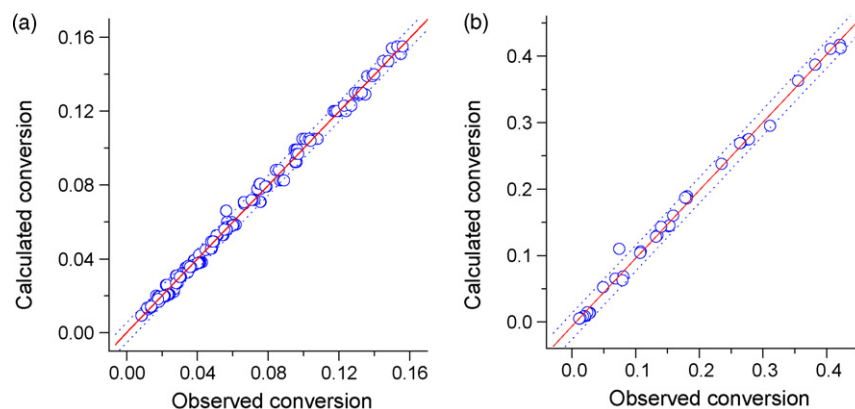 (a)
Calculated conversion
0.16
0.12
0.08
0.04
0.00
0.00 0.04 0.08 0.12 0.16
Observed conversion
(b)
Calculated conversion
0.4
0.3
0.2
0.1
0.0
0.0 0.1 0.2 0.3 0.4
Observed conversion